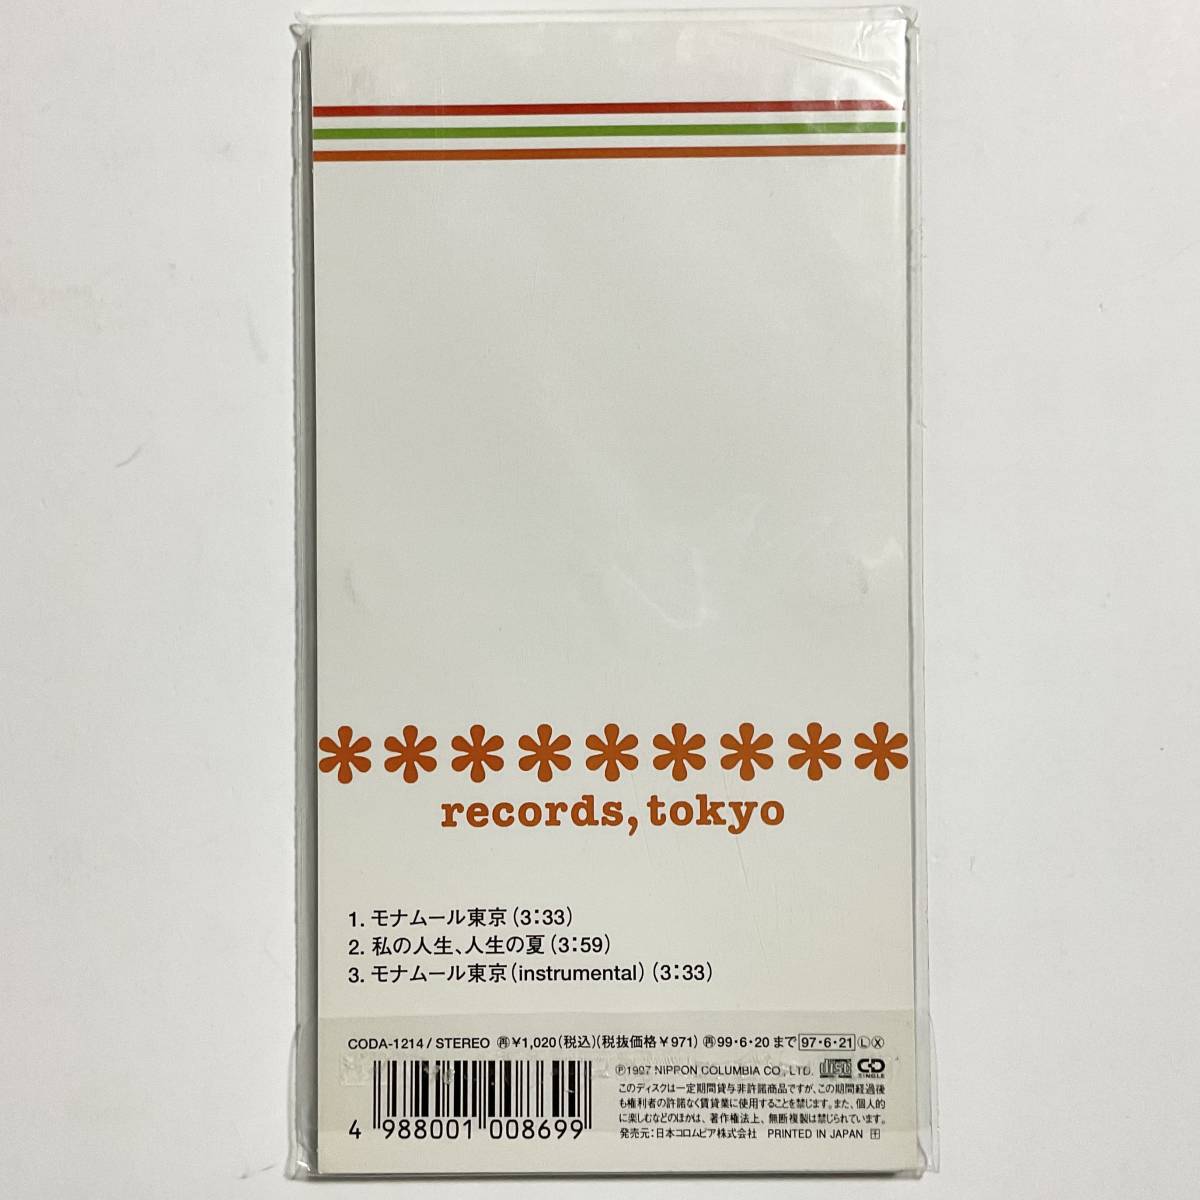 *********
records, tokyo
1. モナムール東京(3:33)
2. 私の人生、人生の夏(3:59)
3. モナムール東京(instrumental) (3:33)
CODA-1214 / STEREO ㊢¥1,020(税込)(税抜価格¥971) ㊢99・6・20まで 97・6・21 Ⓛ Ⓧ
Ⓟ1997 NIPPON COLUMBIA CO., LTD. disc CD SINGLE
このディスクは一定期間貸与非許諾商品ですが、この期間経過後
も権利者の許諾なく賃貸業に使用することを禁じます。また、個人的
に楽しむなどのほかは、著作権法上、無断複製は禁じられています。
発売元:日本コロムビア株式会社 PRINTED IN JAPAN
4 988001 008699